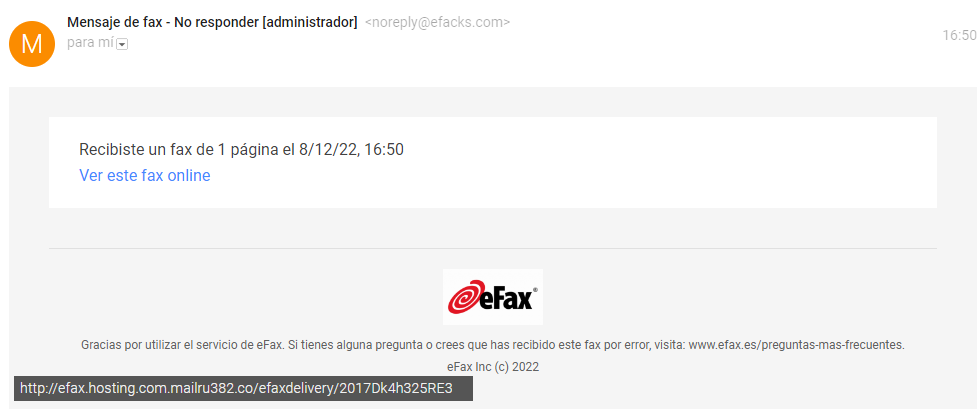 M
Mensaje de fax - No responder [administrador] <noreply@efacks.com>
para mí
16:50
Recibiste un fax de 1 página el 8/12/22, 16:50
Ver este fax online
eFax®
Gracias por utilizar el servicio de eFax. Si tienes alguna pregunta o crees que has recibido este fax por error, visita: www.efax.es/preguntas-mas-frecuentes.
eFax Inc (c) 2022
http://efax.hosting.com.mailru382.co/efaxdelivery/2017Dk4h325RE3